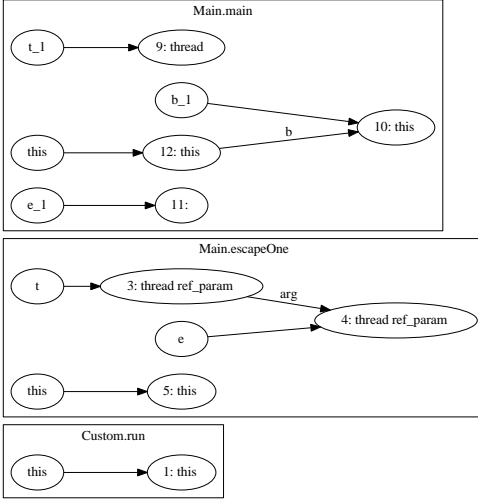 Main.main
t_1
9: thread
b_1
10: this
b
this
12: this
e_1
11:
Main.escapeOne
t
3: thread ref_param
arg
4: thread ref_param
e
this
5: this
Custom.run
this
1: this